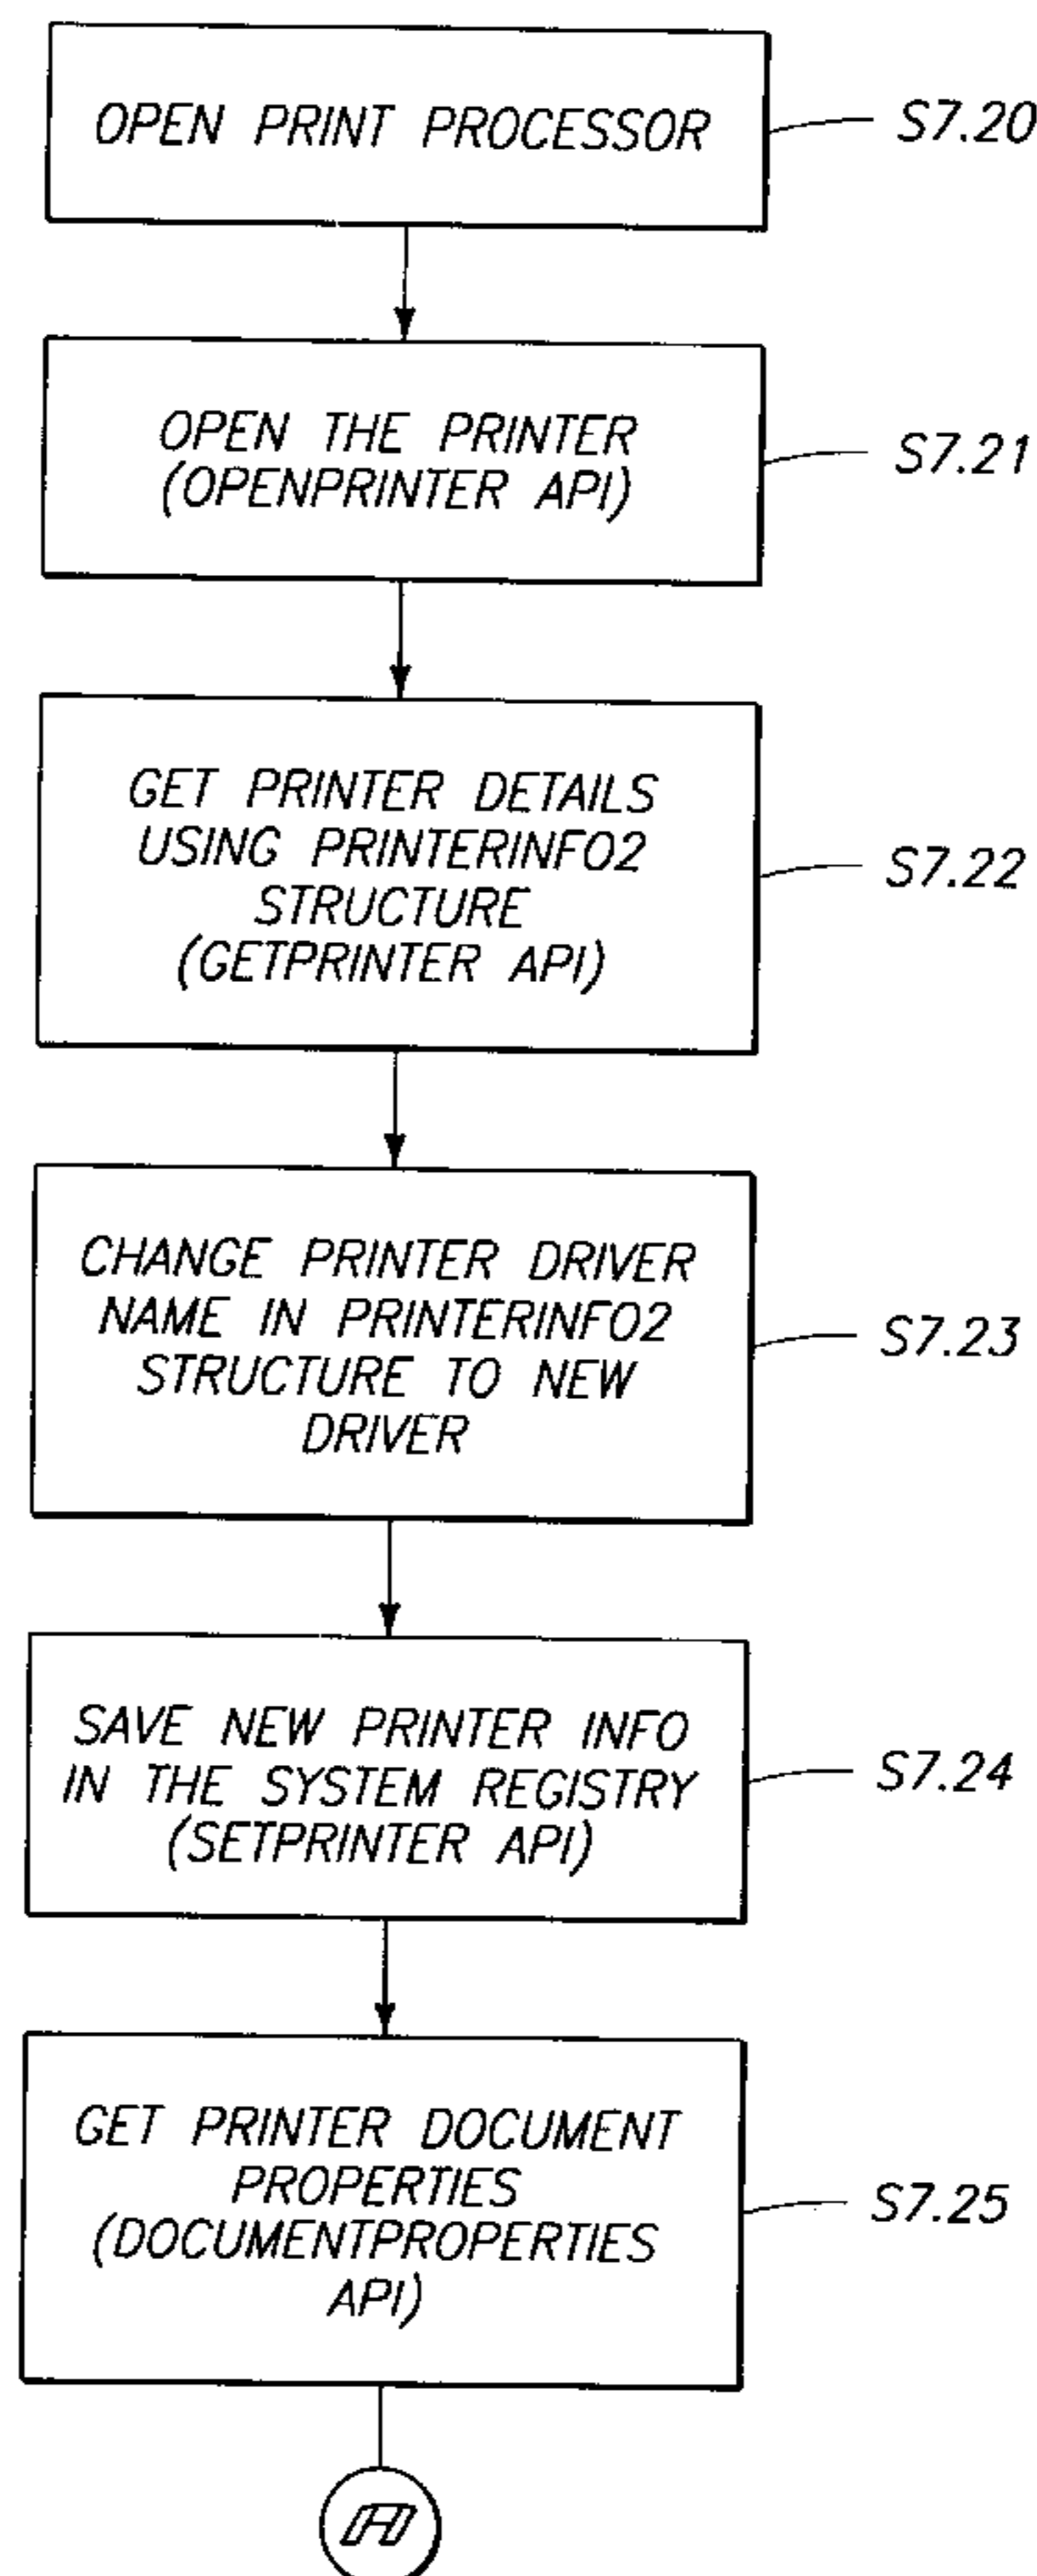 OPEN PRINT PROCESSOR
S7.20
OPEN THE PRINTER
(OPENPRINTER API)
S7.21
GET PRINTER DETAILS
USING PRINTERINFO2
STRUCTURE
(GETPRINTER API)
S7.22
CHANGE PRINTER DRIVER
NAME IN PRINTERINFO2
STRUCTURE TO NEW
DRIVER
S7.23
SAVE NEW PRINTER INFO
IN THE SYSTEM REGISTRY
(SETPRINTER API)
S7.24
GET PRINTER DOCUMENT
PROPERTIES
(DOCUMENTPROPERTIES
API)
S7.25
H